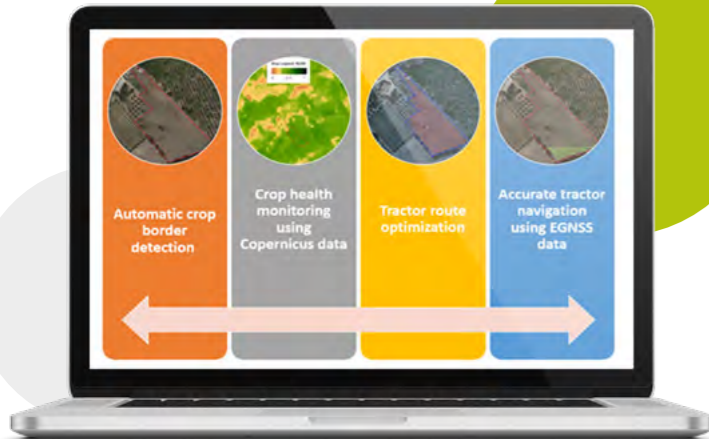 Automatic crop
border
detection
Crop health
monitoring
using
Copernicus data
Tractor route
optimization
Accurate tractor
navigation
using EGNSS
data